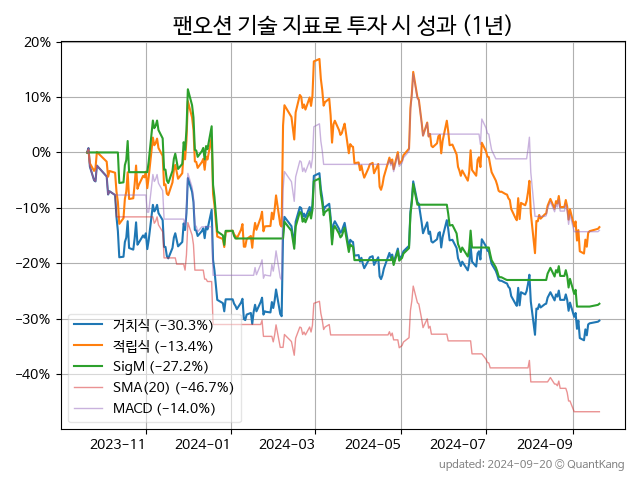 팬오션 기술 지표로 투자 시 성과 (1년)
20%
10%
0%
−10%
−20%
−30%
−40%
거치식 (−30.3%)
적립식 (−13.4%)
SigM (−27.2%)
SMA(20) (−46.7%)
MACD (−14.0%)
2023-11
2024-01
2024-03
2024-05
2024-07
2024-09
updated: 2024-09-20 © QuantKang